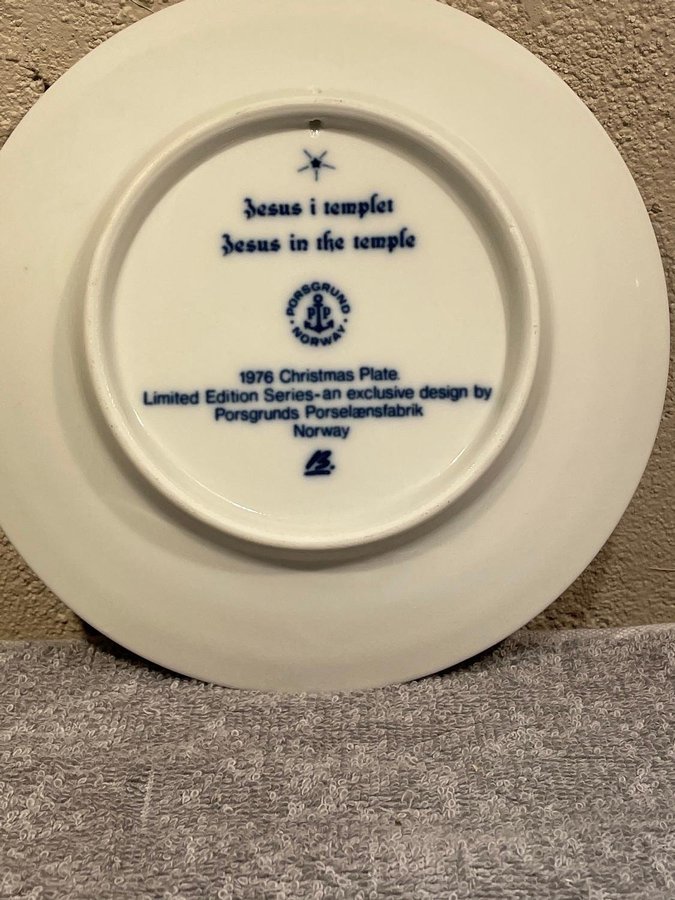 Jesus i templet
Jesus in the temple
PORSGRUND
PP
NORWAY
1976 Christmas Plate.
Limited Edition Series-an exclusive design by
Porsgrunds Porselænsfabrik
Norway